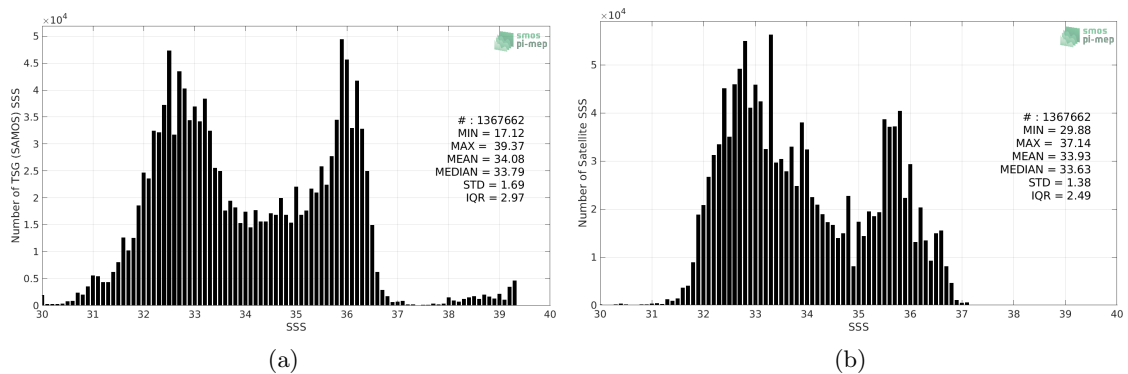 ×10⁴
5
4.5
4
3.5
3
2.5
2
1.5
1
0.5
0
Number of TSG (SAMOS) SSS
smos
pi-mep
# : 1367662
MIN = 17.12
MAX = 39.37
MEAN = 34.08
MEDIAN = 33.79
STD = 1.69
IQR = 2.97
30 31 32 33 34 35 36 37 38 39 40
SSS
(a)
×10⁴
5
4
3
2
1
0
Number of Satellite SSS
smos
pi-mep
# : 1367662
MIN = 29.88
MAX = 37.14
MEAN = 33.93
MEDIAN = 33.63
STD = 1.38
IQR = 2.49
30 31 32 33 34 35 36 37 38 39 40
SSS
(b)